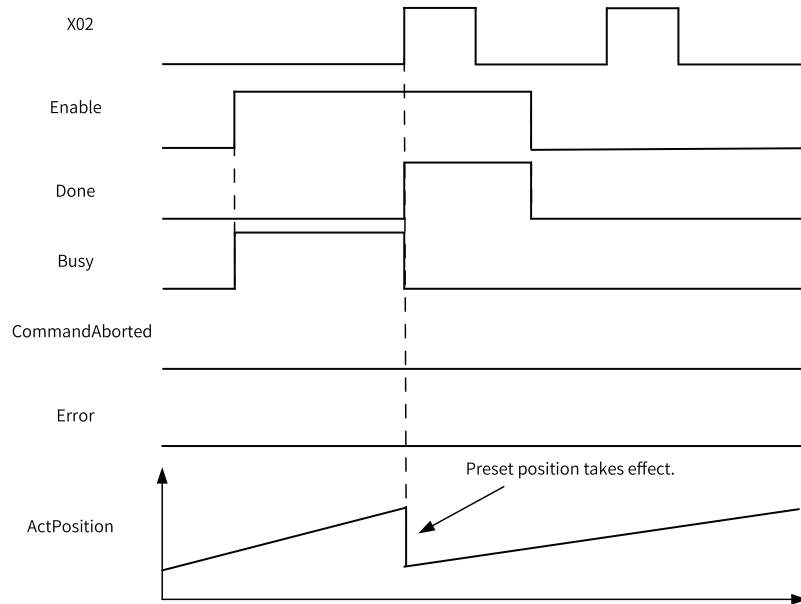 X02
Enable
Done
Busy
CommandAborted
Error
Preset position takes effect.
ActPosition